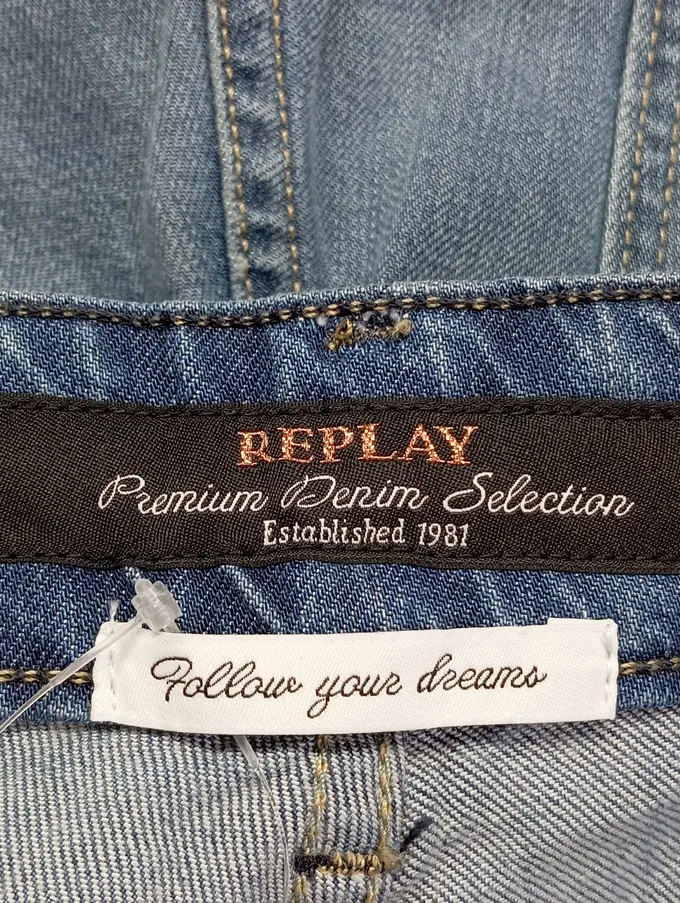 REPLAY
Premium Denim Selection
Established 1981
Follow your dreams